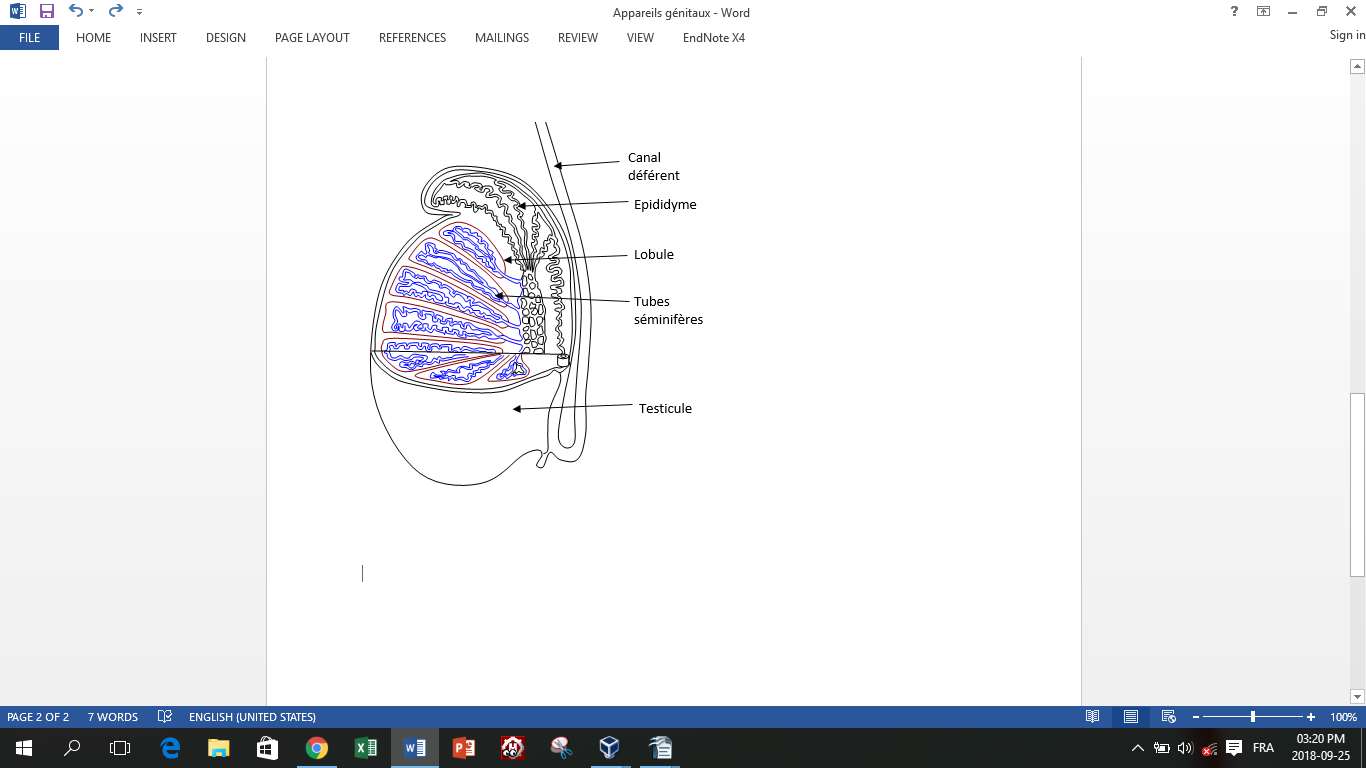 Appareils génitaux - Word
FILE HOME INSERT DESIGN PAGE LAYOUT REFERENCES MAILINGS REVIEW VIEW EndNote X4 Sign in
Canal
déférent
Epididyme
Lobule
Tubes
séminifères
Testicule
PAGE 2 OF 2 7 WORDS ENGLISH (UNITED STATES) 100%
FRA
03:20 PM
2018-09-25